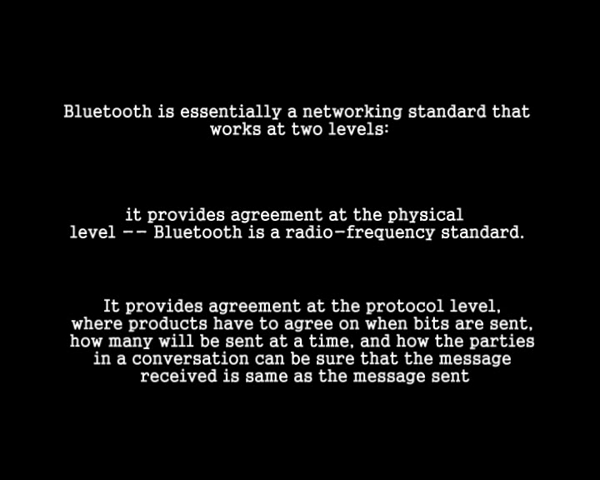 Bluetooth is essentially a networking standard that
works at two levels:
it provides agreement at the physical
level -- Bluetooth is a radio-frequency standard.
It provides agreement at the protocol level,
where products have to agree on when bits are sent,
how many will be sent at a time, and how the parties
in a conversation can be sure that the message
received is same as the message sent